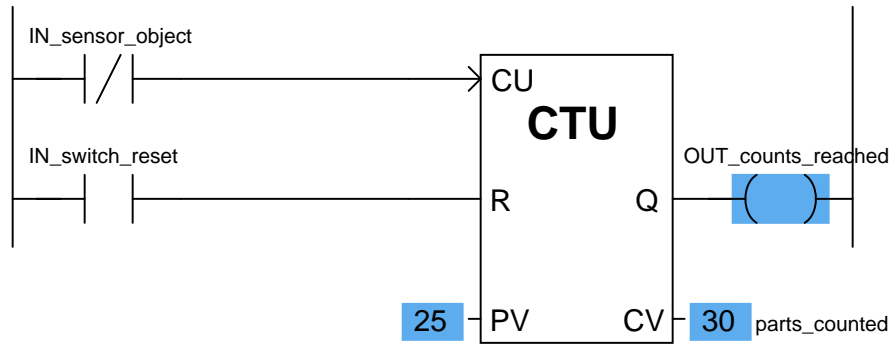 IN_sensor_object
CU
CTU
IN_switch_reset
OUT_counts_reached
R
Q
25
PV
CV
30
parts_counted